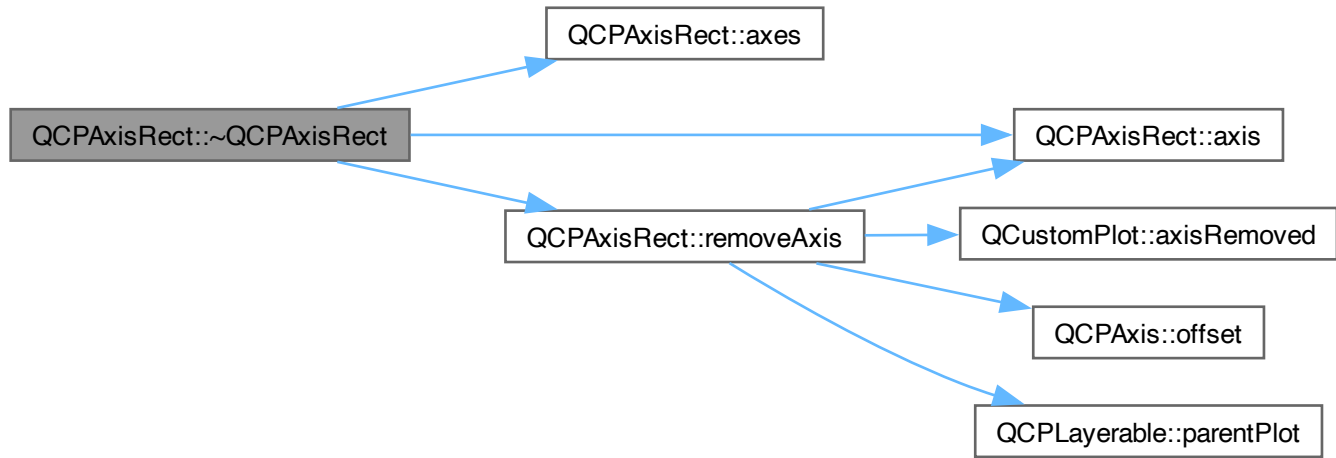 QCPAxisRect::axes
QCPAxisRect::~QCPAxisRect
QCPAxisRect::axis
QCPAxisRect::removeAxis
QCustomPlot::axisRemoved
QCPAxis::offset
QCPLayerable::parentPlot